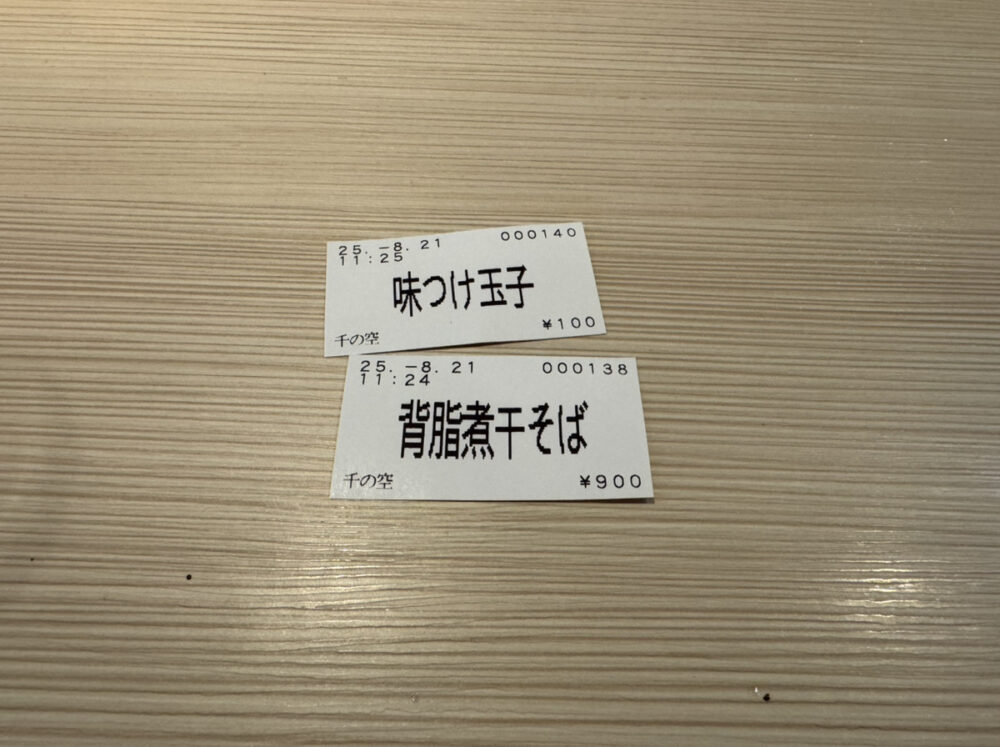 25.-8.21 000140
11:25
味つけ玉子
千の空 ¥100
25.-8.21 000138
11:24
背脂煮干そば
千の空 ¥900